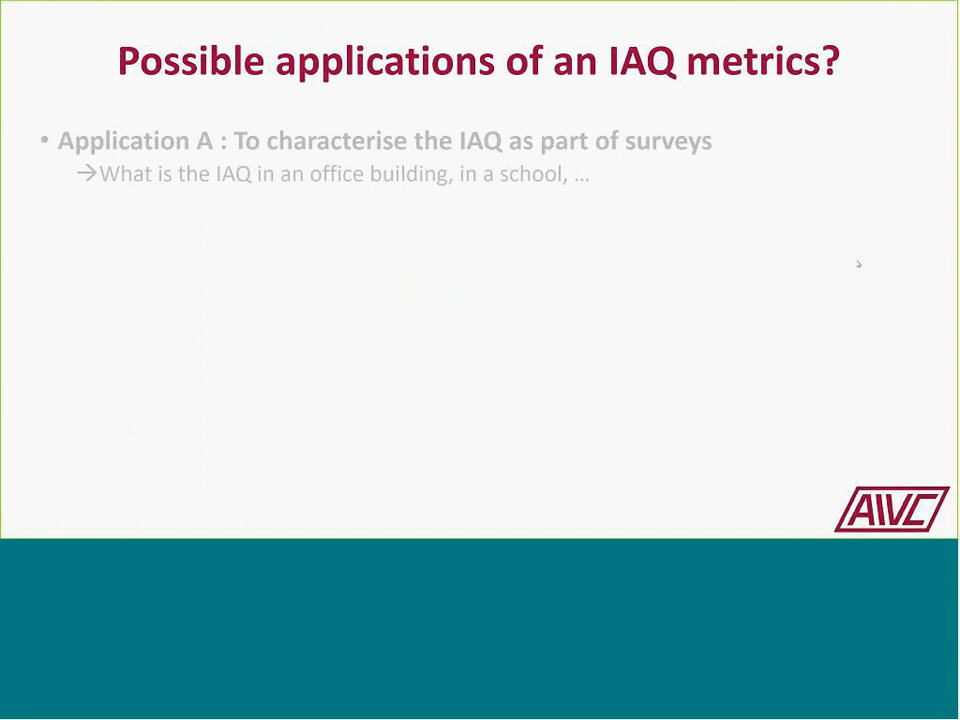 Possible applications of an IAQ metrics?
• Application A : To characterise the IAQ as part of surveys
→What is the IAQ in an office building, in a school, ...
AIVC